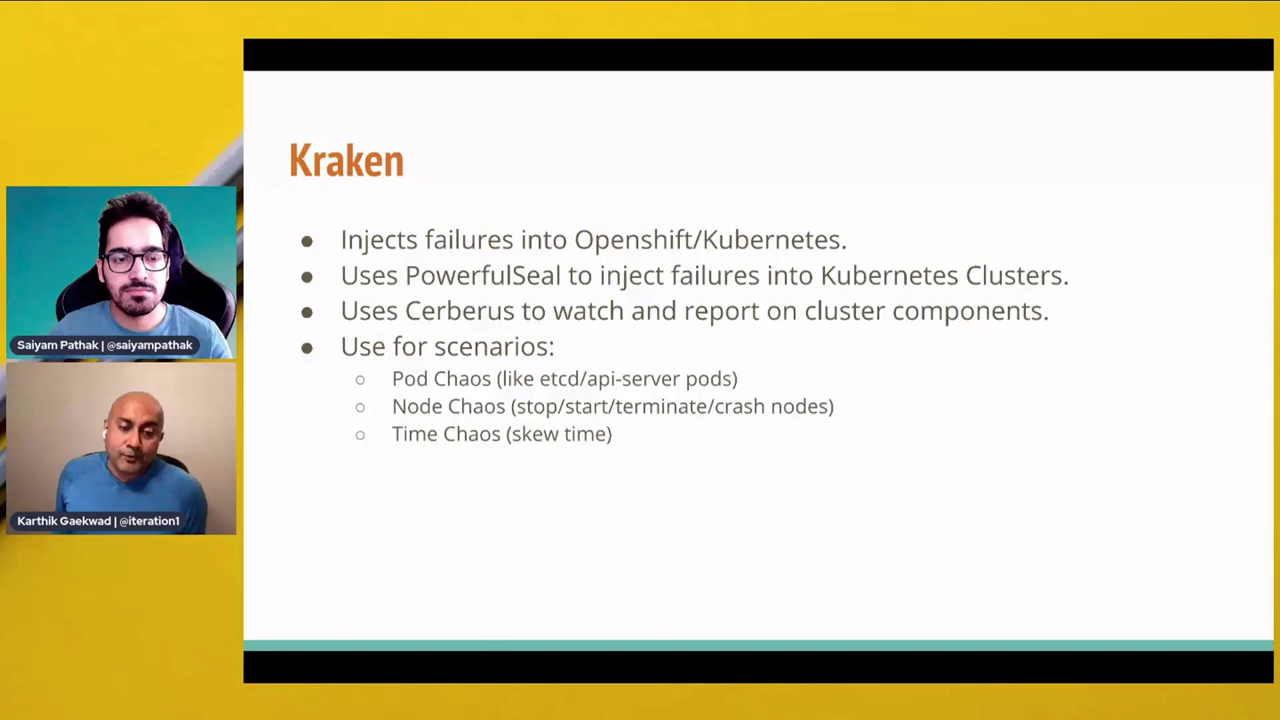 Kraken
● Injects failures into Openshift/Kubernetes.
● Uses PowerfulSeal to inject failures into Kubernetes Clusters.
● Uses Cerberus to watch and report on cluster components.
● Use for scenarios:
○ Pod Chaos (like etcd/api-server pods)
○ Node Chaos (stop/start/terminate/crash nodes)
○ Time Chaos (skew time)
Saiyam Pathak | @saiyampathak
Karthik Gaekwad | @iteration1